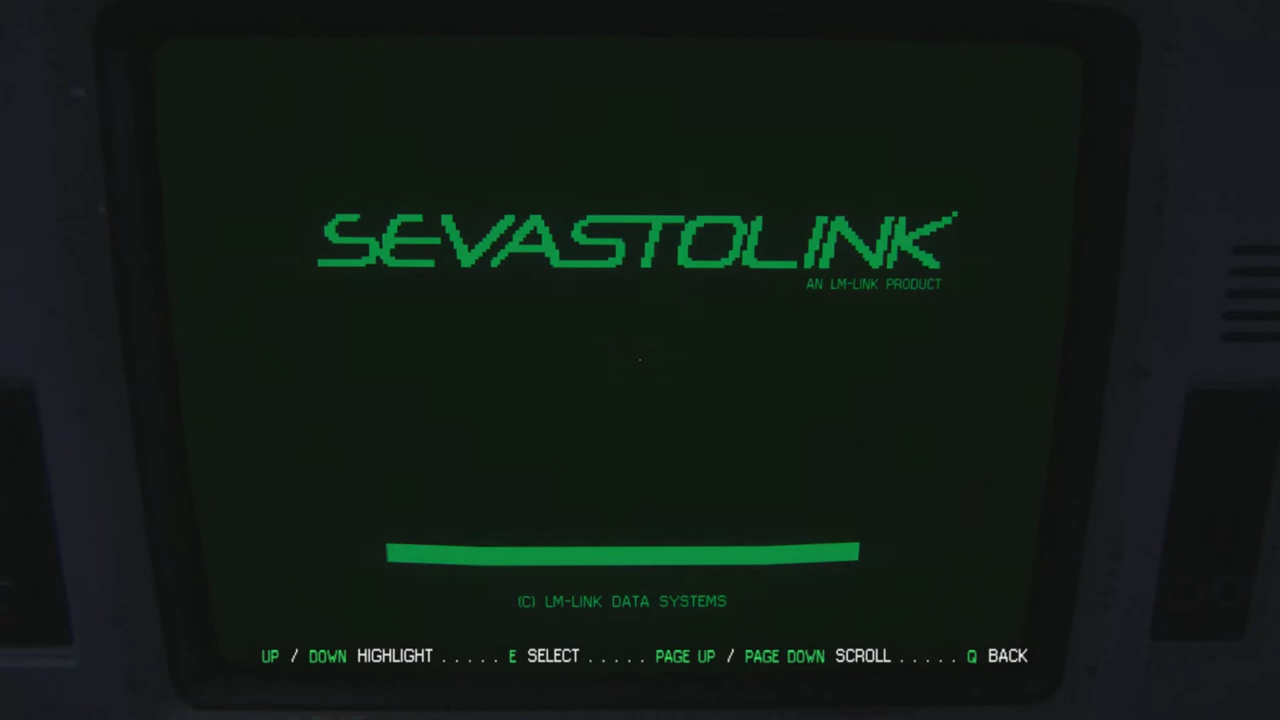 SEVASTOLINK
AN LM-LINK PRODUCT
(C) LM-LINK DATA SYSTEMS
UP / DOWN HIGHLIGHT ..... E SELECT ..... PAGE UP / PAGE DOWN SCROLL ..... Q BACK